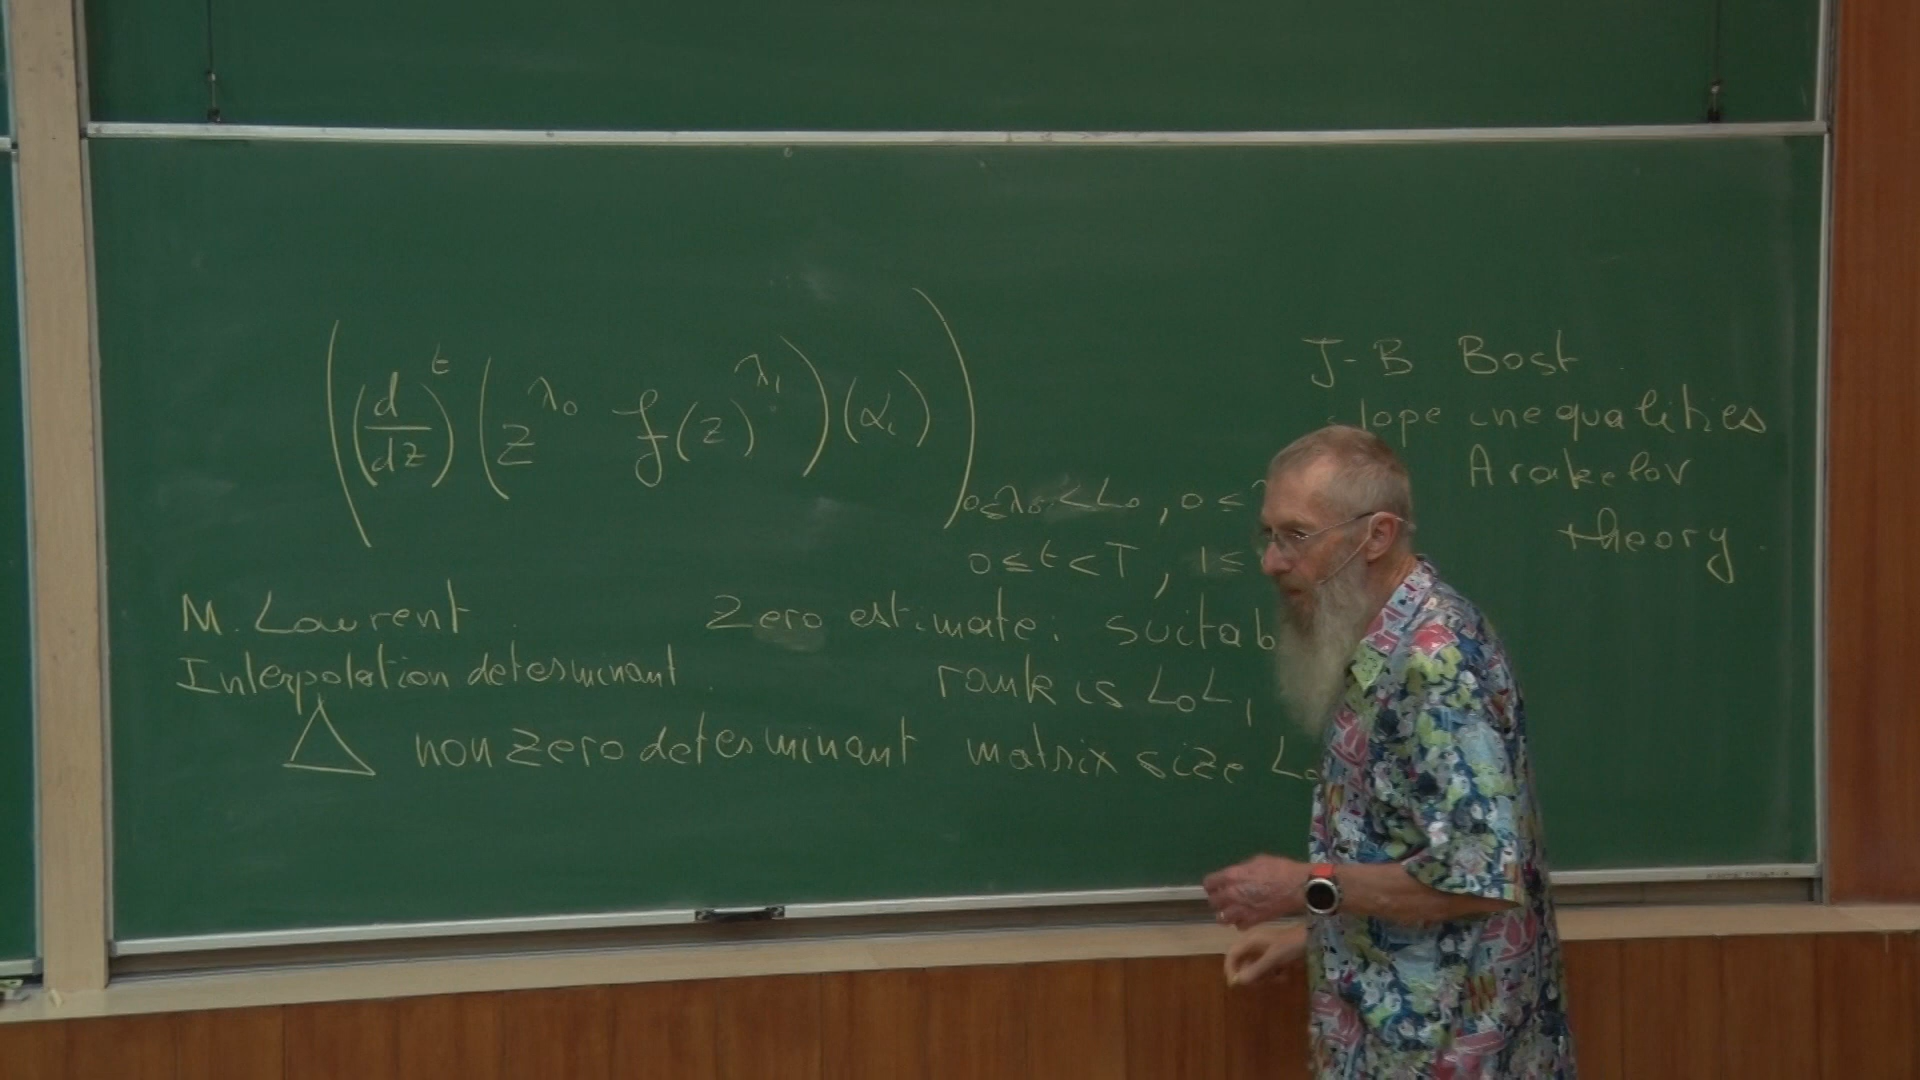 ((d/dz)^t (z^λ₀ f(z)^λ₁)(αᵢ))
0≤λ₀<L₀, 0≤
0≤t<T, 1≤
J-B Bost
slope inequalities
Arakelov
theory.
M. Laurent
Interpolation determinant.
Δ non zero determinant matrix size L₀
Zero estimate: suitab
rank is L₀L₁